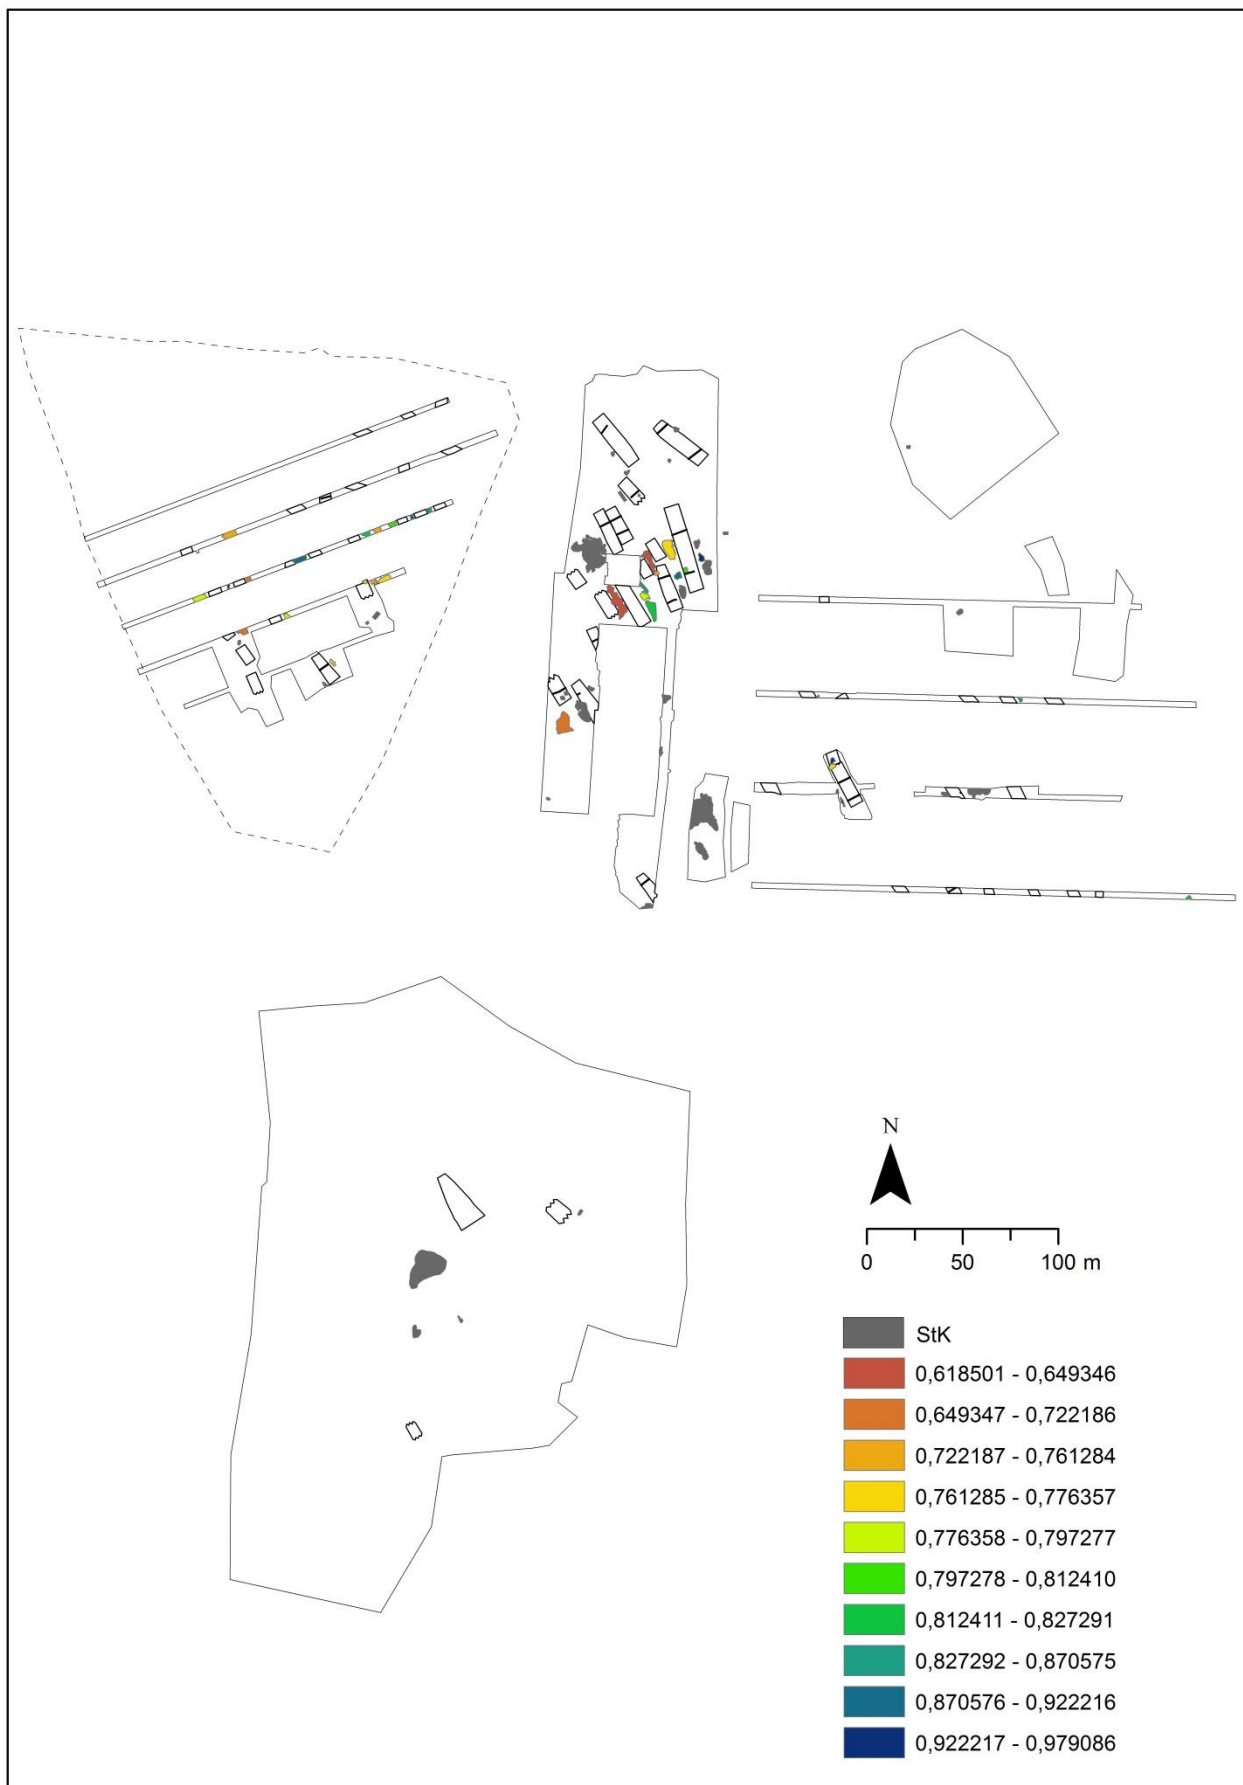 N
0 50 100 m
StK
0,618501 - 0,649346
0,649347 - 0,722186
0,722187 - 0,761284
0,761285 - 0,776357
0,776358 - 0,797277
0,797278 - 0,812410
0,812411 - 0,827291
0,827292 - 0,870575
0,870576 - 0,922216
0,922217 - 0,979086